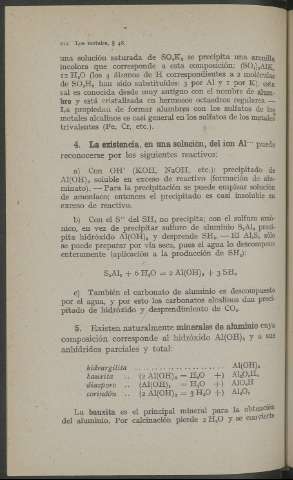 212 Los metales, § 48
una solución saturada de SO₄K₂ se precipita una arenilla
incolora que corresponde a esta composición: (SO₄)₂AlK,
12 H₂O (los 4 átomos de H correspondientes a 2 moléculas
de SO₄H₂ han sido substituídos: 3 por Al y 1 por K); esta
sal es conocida desde muy antiguo con el nombre de alum-
bre y está cristalizada en hermosos octaedros regulares. —
La propiedad de formar alumbres con los sulfatos de los
metales alcalinos es casi general en los sulfatos de los metales
trivalentes (Fe, Cr, etc.).
4. La existencia, en una solución, del ion Al··· puede
reconocerse por los siguientes reactivos:
a) Con OH' (KOH, NaOH, etc.): precipitado de
Al(OH)₃ soluble en exceso de reactivo (formación de alu-
minato). — Para la precipitación se puede emplear solución
de amoníaco; entonces el precipitado es casi insoluble en
exceso de reactivo.
b) Con el S'' del SH₂ no precipita; con el sulfuro amó-
nico, en vez de precipitar sulfuro de aluminio S₃Al₂ preci-
pita hidróxido Al(OH)₃ y desprende SH₂. — El Al₂S₃ sólo
se puede preparar por vía seca, pues el agua lo descompone
enteramente (aplicación a la producción de SH₂):
S₃Al₂ + 6 H₂O = 2 Al(OH)₃ + 3 SH₂
c) También el carbonato de aluminio es descompuesto
por el agua, y por esto los carbonatos alcalinos dan preci-
pitado de hidróxido y desprendimiento de CO₂.
5. Existen naturalmente minerales de aluminio cuya
composición corresponde al hidróxido Al(OH)₃ y a sus
anhídridos parciales y total:
hidrargilita ........................ Al(OH)₃
bauxita .. (2 Al(OH)₃ — H₂O +) Al₂O₅H₄
diasporo .. (Al(OH)₃ — H₂O +) AlO₂H
corindón .. (2 Al(OH)₃ — 3 H₂O +) Al₂O₃
La bauxita es el principal mineral para la obtención
del aluminio. Por calcinación pierde 2 H₂O y se convierte